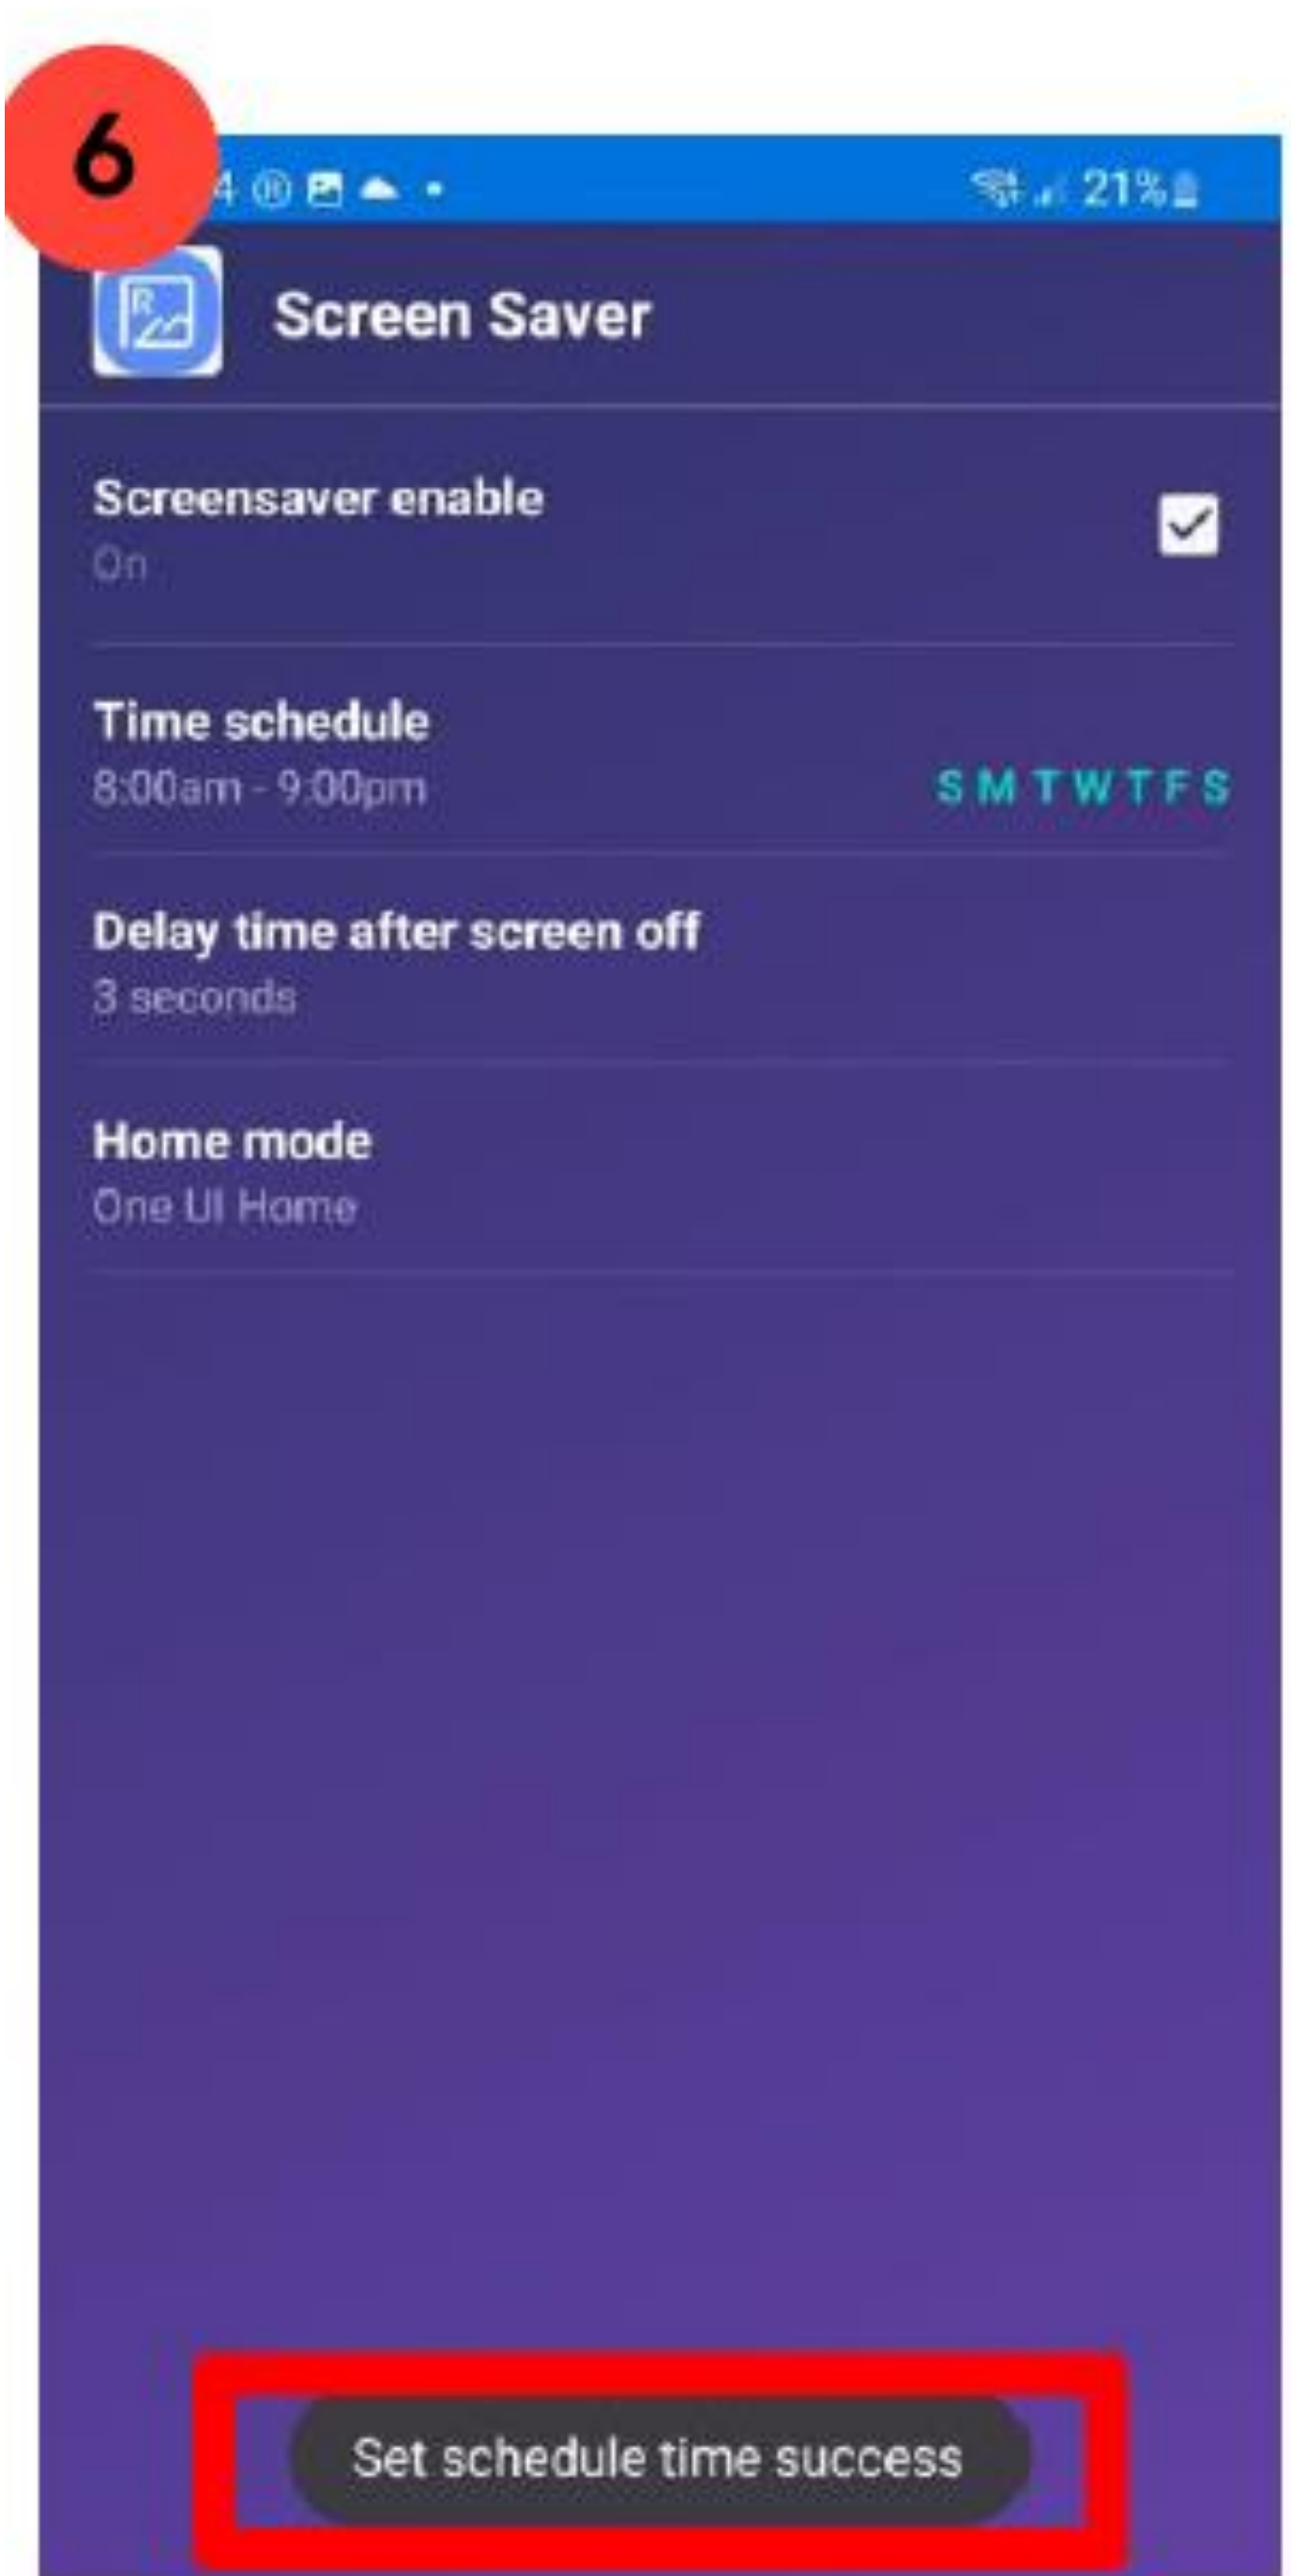 6
4 ® 21%
R
Screen Saver
Screensaver enable
On
Time schedule
8:00am - 9:00pm S M T W T F S
Delay time after screen off
3 seconds
Home mode
One UI Home
Set schedule time success